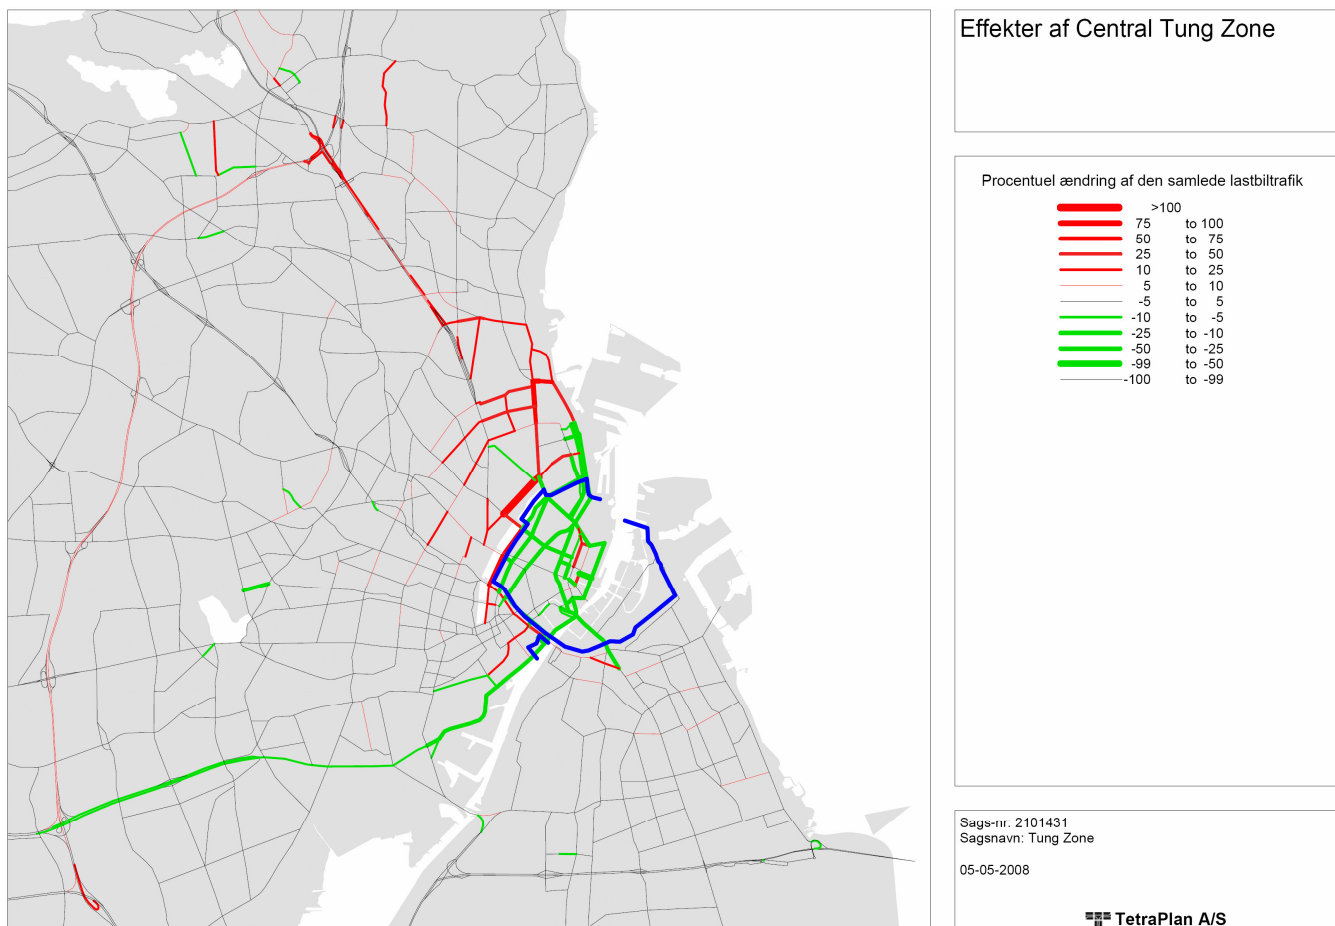 Effekter af Central Tung Zone
Procentuel ændring af den samlede lastbiltrafik
>100
75 to 100
50 to 75
25 to 50
10 to 25
5 to 10
-5 to 5
-10 to -5
-25 to -10
-50 to -25
-99 to -50
-100 to -99
Sags-nr. 2101431
Sagsnavn: Tung Zone
05-05-2008
TetraPlan A/S